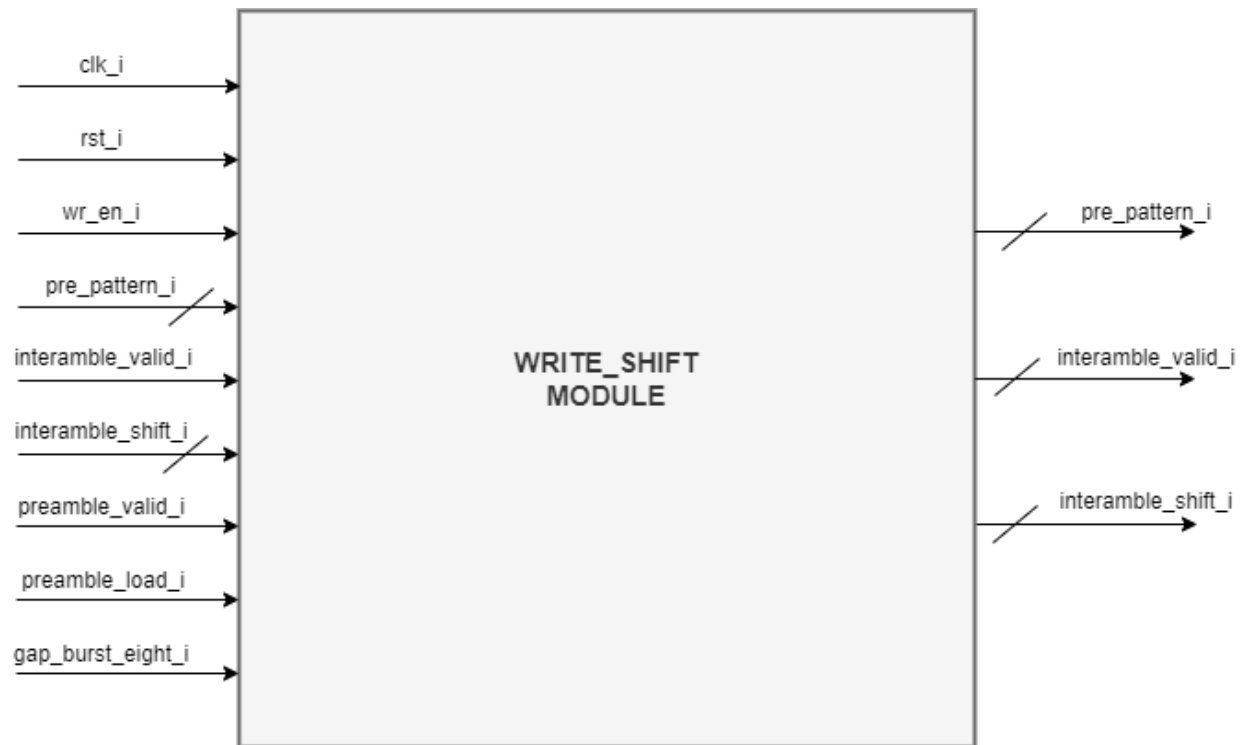 clk_i
rst_i
wr_en_i
pre_pattern_i
interamble_valid_i
interamble_shift_i
preamble_valid_i
preamble_load_i
gap_burst_eight_i
WRITE_SHIFT
MODULE
pre_pattern_i
interamble_valid_i
interamble_shift_i